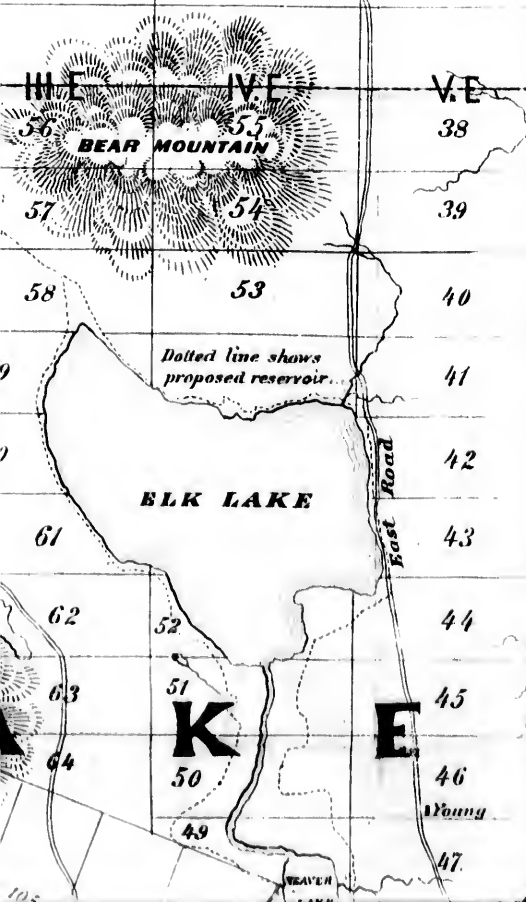 III E IV. E. V. E
56 55 38
BEAR MOUNTAIN
57 54 39
58 53 40
Dotted line shows
proposed reservoir...
41
42
ELK LAKE
East Road
61 43
62 52 44
63 51 45
K E
64 50 46
Young
49
47.